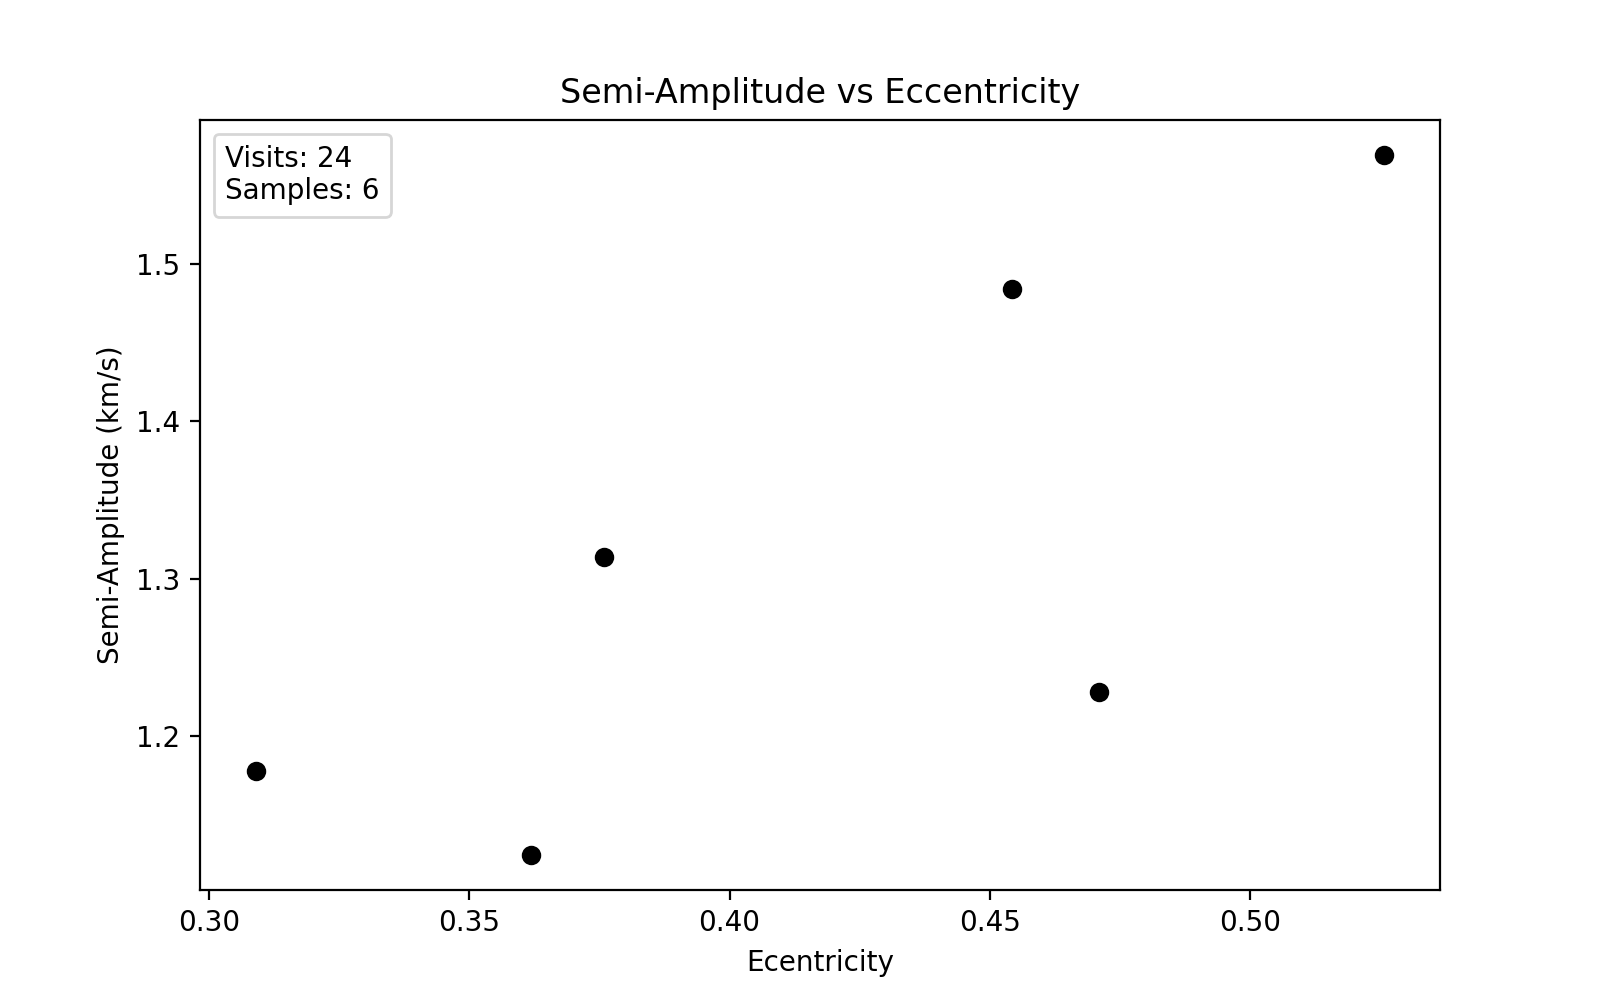 Semi-Amplitude vs Eccentricity
Visits: 24
Samples: 6
Semi-Amplitude (km/s)
1.5
1.4
1.3
1.2
0.30 0.35 0.40 0.45 0.50
Ecentricity